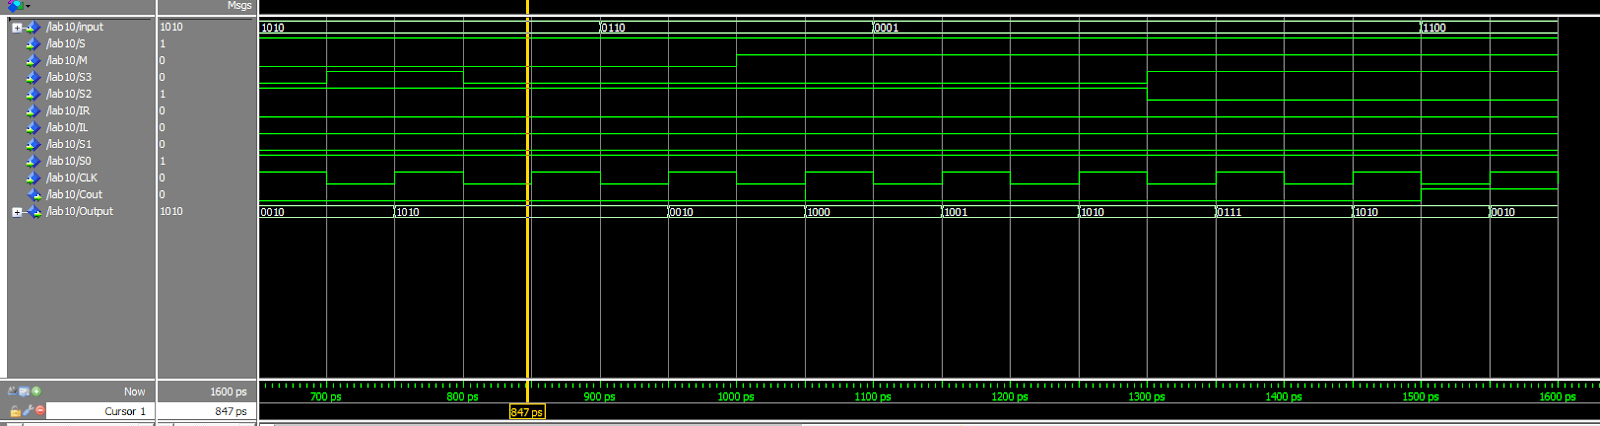 Msgs
/lab10/input 1010 1010 0110 0001 1100
/lab10/S 1
/lab10/M 0
/lab10/S3 0
/lab10/S2 1
/lab10/IR 0
/lab10/IL 0
/lab10/S1 0
/lab10/S0 1
/lab10/CLK 0
/lab10/Cout 0
/lab10/Output 1010 0010 1010 0010 1000 1001 1010 0111 1010 0010
Now 1600 ps 700 ps 800 ps 900 ps 1000 ps 1100 ps 1200 ps 1300 ps 1400 ps 1500 ps 1600 ps
Cursor 1 847 ps 847 ps